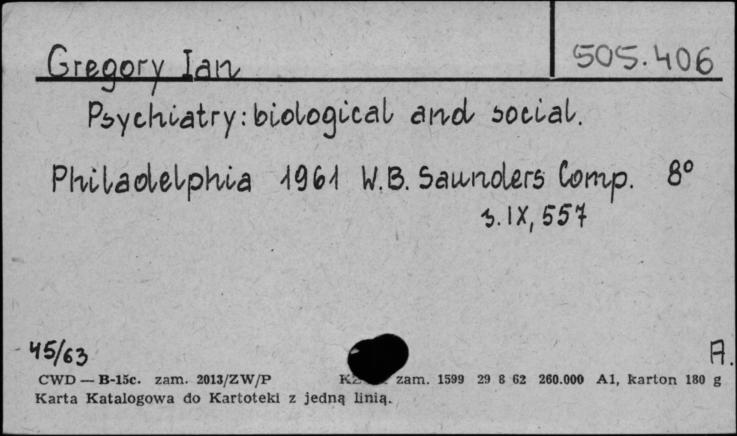 Gregory Ian
505.406
Psychiatry: biological and social.
Philadelphia 1961 W.B. Saunders Comp. 8°
s. IX, 557
45/63
A.
CWD — B-15c. zam. 2013/ZW/P zam. 1599 29 8 62 260.000 A1, karton 180 g
Karta Katalogowa do Kartoteki z jedną linią.